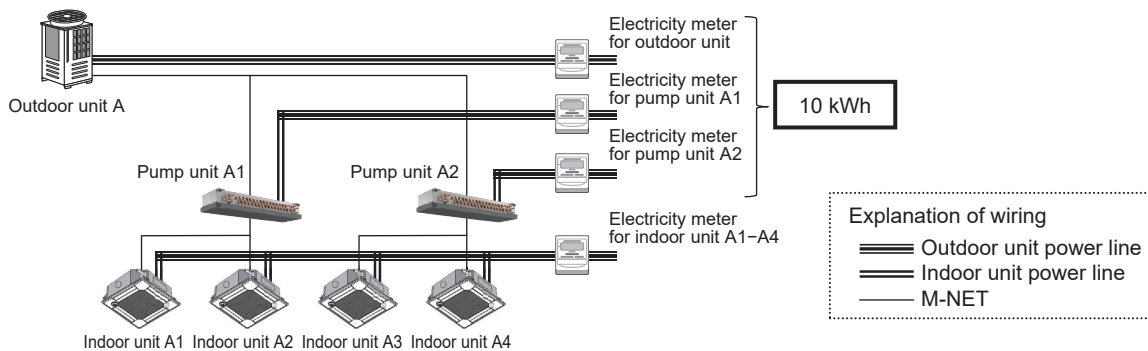 Electricity meter
for outdoor unit
Outdoor unit A
Electricity meter
for pump unit A1
10 kWh
Electricity meter
for pump unit A2
Pump unit A1
Pump unit A2
Electricity meter
for indoor unit A1−A4
Indoor unit A1
Indoor unit A2
Indoor unit A3
Indoor unit A4
Explanation of wiring
Outdoor unit power line
Indoor unit power line
M-NET